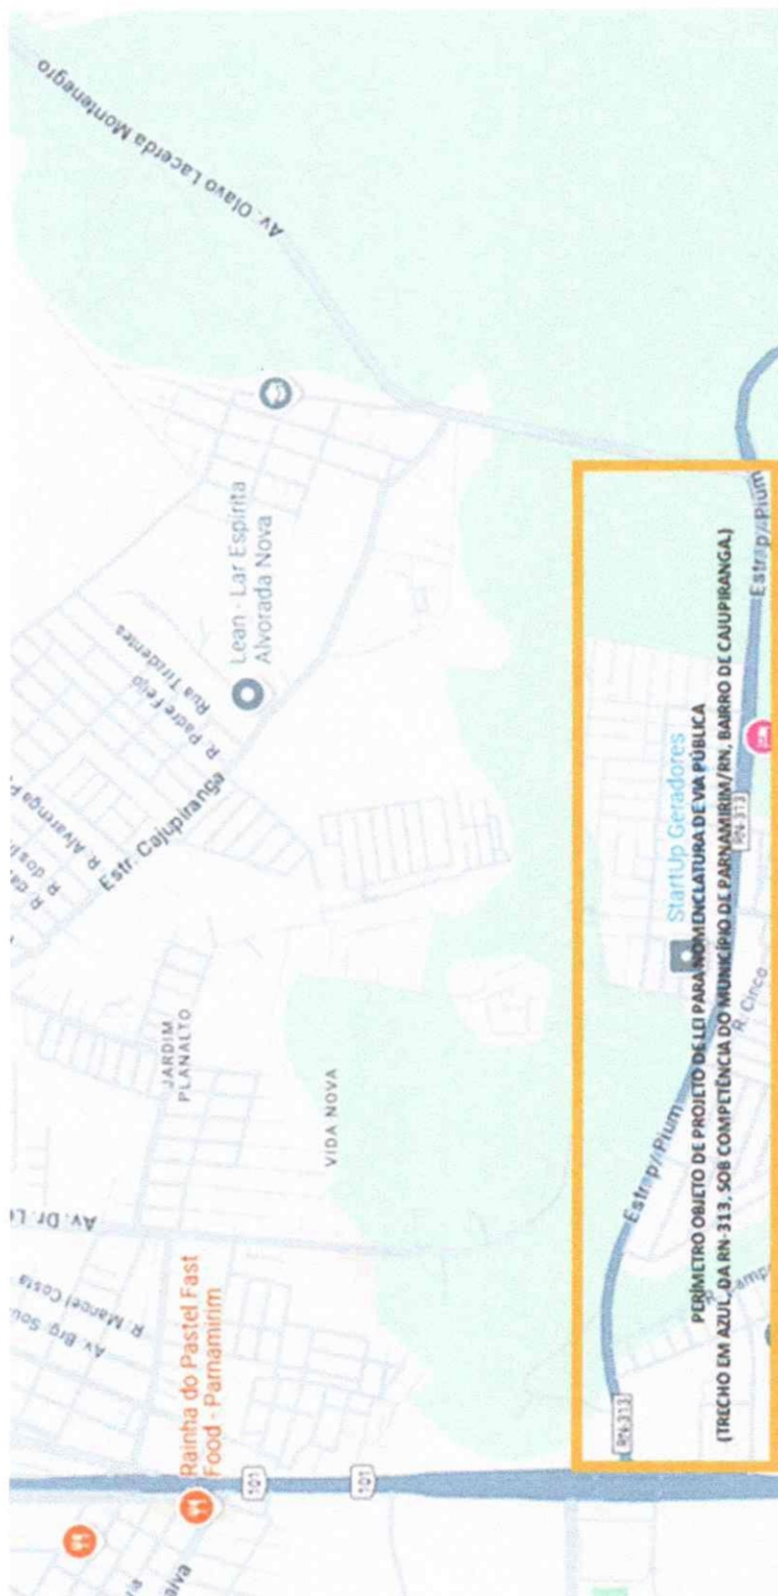 Av. Olavo Lacerda Montenegro
Lean - Lar Espírita
Alvorada Nova
Rua Tiradentes
R. Padre Feijó
R. Alvarenga
Estr. Cajupiranga
JARDIM
PLANALTO
VIDA NOVA
Av. Dr.
R. Manoel Costa
Av. Brg.
Rainha do Pastel Fast
Food - Parnamirim
101
101
StartUp Geradores
Estr. p/ Pium
RN-313
R. Cinco
Estr. p/ Pium
RN-313
PERÍMETRO OBJETO DE PROJETO DE LEI PARA NOMENCLATURA DE VIA PÚBLICA
(TRECHO EM AZUL, DA RN-313, SOB COMPETÊNCIA DO MUNICÍPIO DE PARNAMIRIM/RN, BAIRRO DE CAJUPIRANGA.)